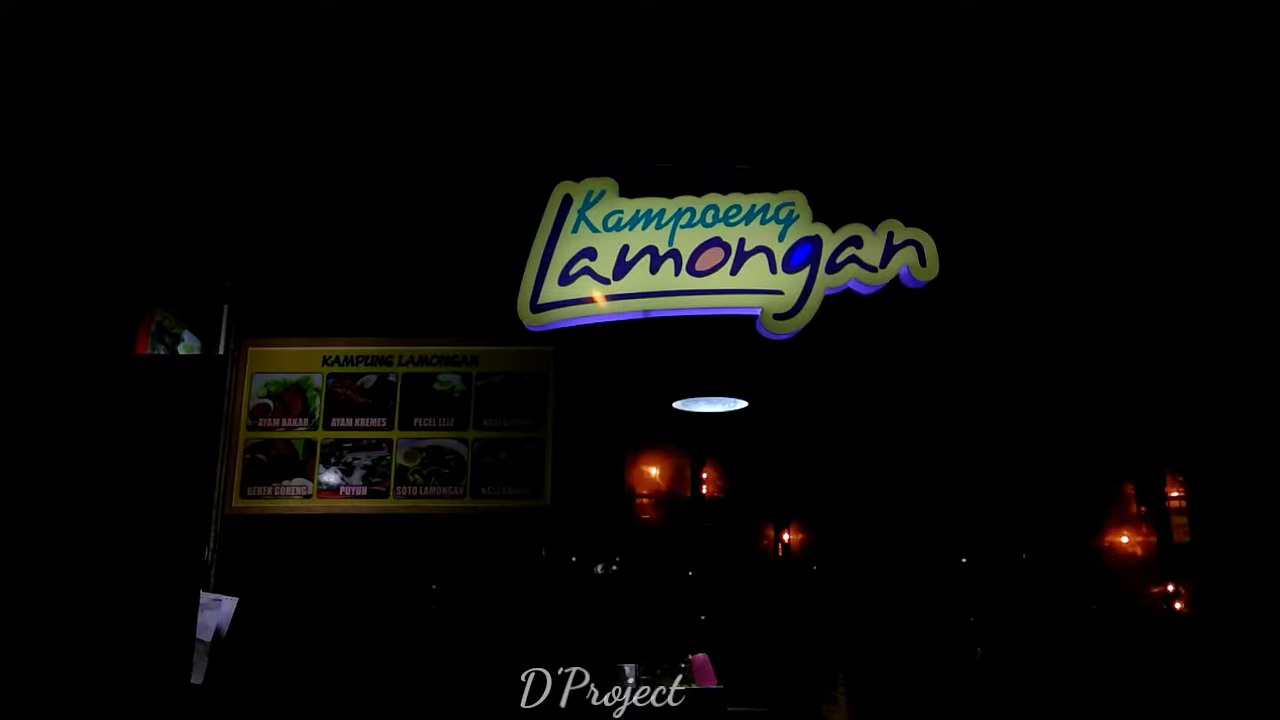 Kampoeng
Lamongan
KAMPUNG LAMONGAN
AYAM BAKAR
AYAM KREMES
PECEL LELE
BEBEK GORENG
PUYUH
SOTO LAMONGAN
D'Project